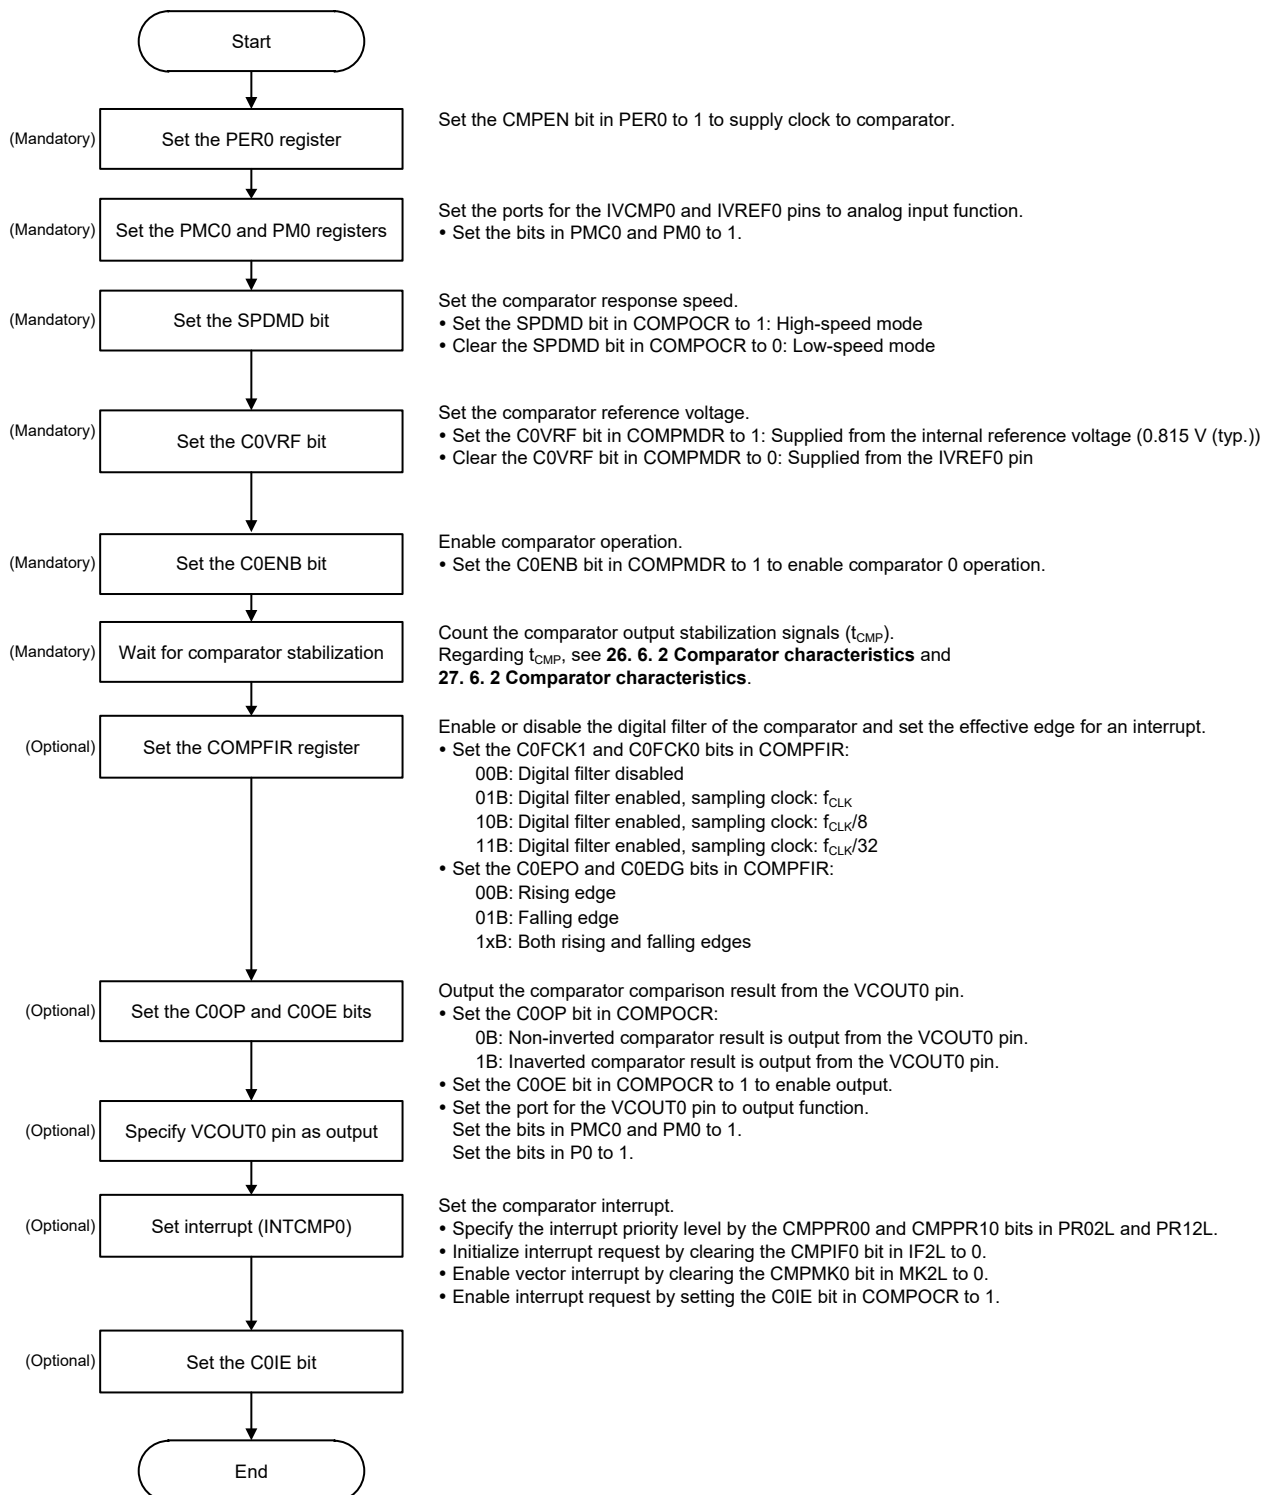 Start
(Mandatory)
Set the PER0 register
Set the CMPEN bit in PER0 to 1 to supply clock to comparator.
(Mandatory)
Set the PMC0 and PM0 registers
Set the ports for the IVCMP0 and IVREF0 pins to analog input function.
• Set the bits in PMC0 and PM0 to 1.
(Mandatory)
Set the SPDMD bit
Set the comparator response speed.
• Set the SPDMD bit in COMPOCR to 1: High-speed mode
• Clear the SPDMD bit in COMPOCR to 0: Low-speed mode
(Mandatory)
Set the C0VRF bit
Set the comparator reference voltage.
• Set the C0VRF bit in COMPMDR to 1: Supplied from the internal reference voltage (0.815 V (typ.))
• Clear the C0VRF bit in COMPMDR to 0: Supplied from the IVREF0 pin
(Mandatory)
Set the C0ENB bit
Enable comparator operation.
• Set the C0ENB bit in COMPMDR to 1 to enable comparator 0 operation.
(Mandatory)
Wait for comparator stabilization
Count the comparator output stabilization signals (tCMP).
Regarding tCMP, see 26. 6. 2 Comparator characteristics and
27. 6. 2 Comparator characteristics.
(Optional)
Set the COMPFIR register
Enable or disable the digital filter of the comparator and set the effective edge for an interrupt.
• Set the C0FCK1 and C0FCK0 bits in COMPFIR:
00B: Digital filter disabled
01B: Digital filter enabled, sampling clock: fCLK
10B: Digital filter enabled, sampling clock: fCLK/8
11B: Digital filter enabled, sampling clock: fCLK/32
• Set the C0EPO and C0EDG bits in COMPFIR:
00B: Rising edge
01B: Falling edge
1xB: Both rising and falling edges
(Optional)
Set the C0OP and C0OE bits
Output the comparator comparison result from the VCOUT0 pin.
• Set the C0OP bit in COMPOCR:
0B: Non-inverted comparator result is output from the VCOUT0 pin.
1B: Inaverted comparator result is output from the VCOUT0 pin.
• Set the C0OE bit in COMPOCR to 1 to enable output.
(Optional)
Specify VCOUT0 pin as output
• Set the port for the VCOUT0 pin to output function.
Set the bits in PMC0 and PM0 to 1.
Set the bits in P0 to 1.
(Optional)
Set interrupt (INTCMP0)
Set the comparator interrupt.
• Specify the interrupt priority level by the CMPPR00 and CMPPR10 bits in PR02L and PR12L.
• Initialize interrupt request by clearing the CMPIF0 bit in IF2L to 0.
• Enable vector interrupt by clearing the CMPMK0 bit in MK2L to 0.
• Enable interrupt request by setting the C0IE bit in COMPOCR to 1.
(Optional)
Set the C0IE bit
End